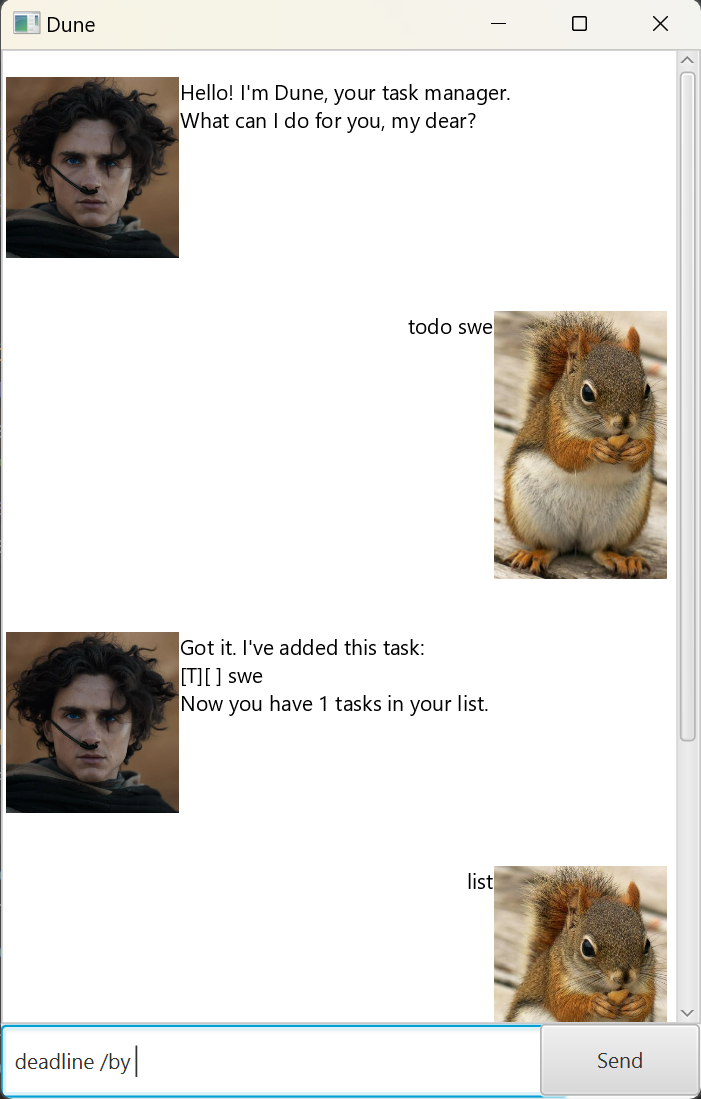 Dune
Hello! I'm Dune, your task manager.
What can I do for you, my dear?
todo swe
Got it. I've added this task:
[T][ ] swe
Now you have 1 tasks in your list.
list
deadline /by
Send